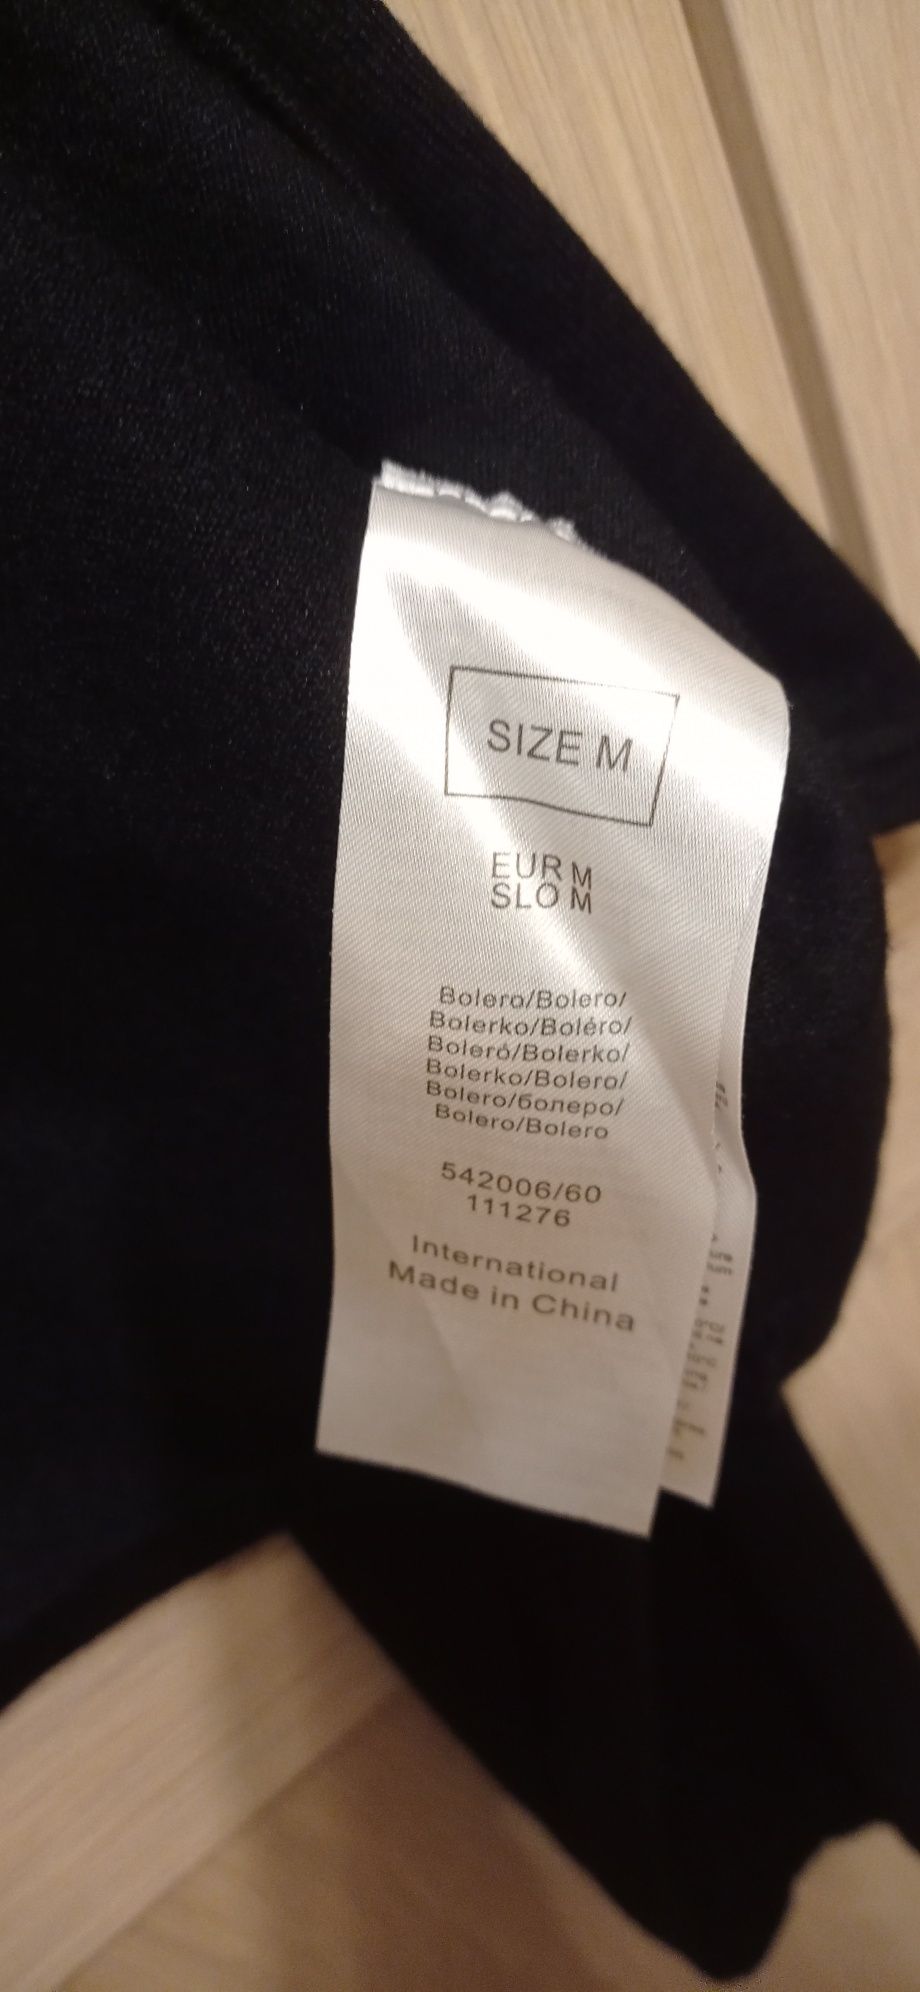 SIZE M
EUR M
SLO M
Bolero/Bolero/
Bolerko/Boléro/
Boleró/Bolerko/
Bolerko/Bolero/
Bolero/болеро/
Bolero/Bolero
542006/60
111276
International
Made in China